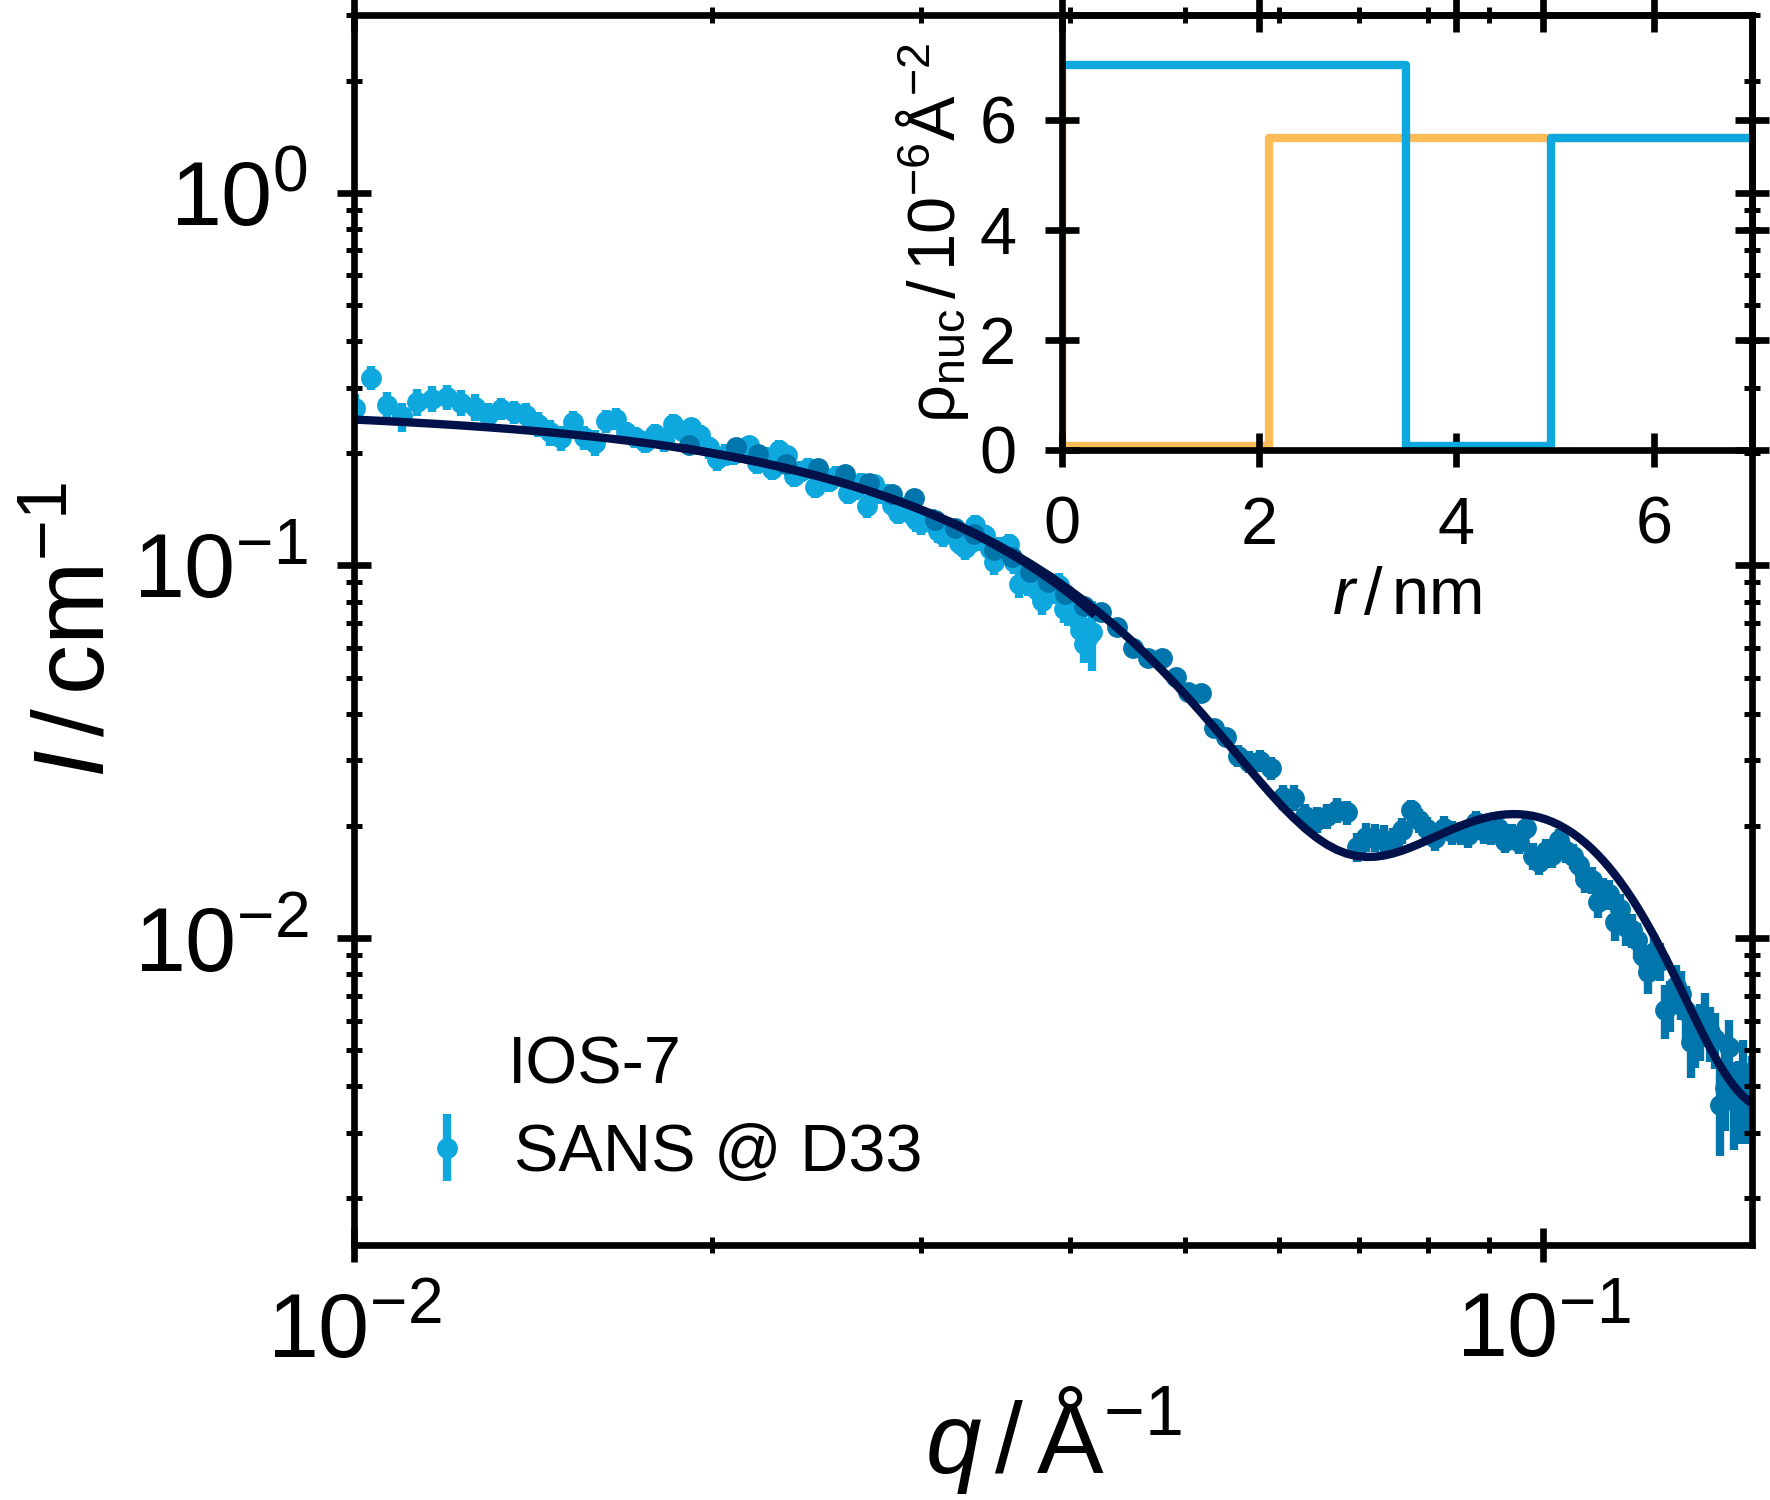 ρnuc / 10⁻⁶Å⁻²
6
4
2
0
0 2 4 6
r / nm
I / cm⁻¹
10⁰
10⁻¹
10⁻²
IOS-7
SANS @ D33
10⁻² 10⁻¹
q / Å⁻¹